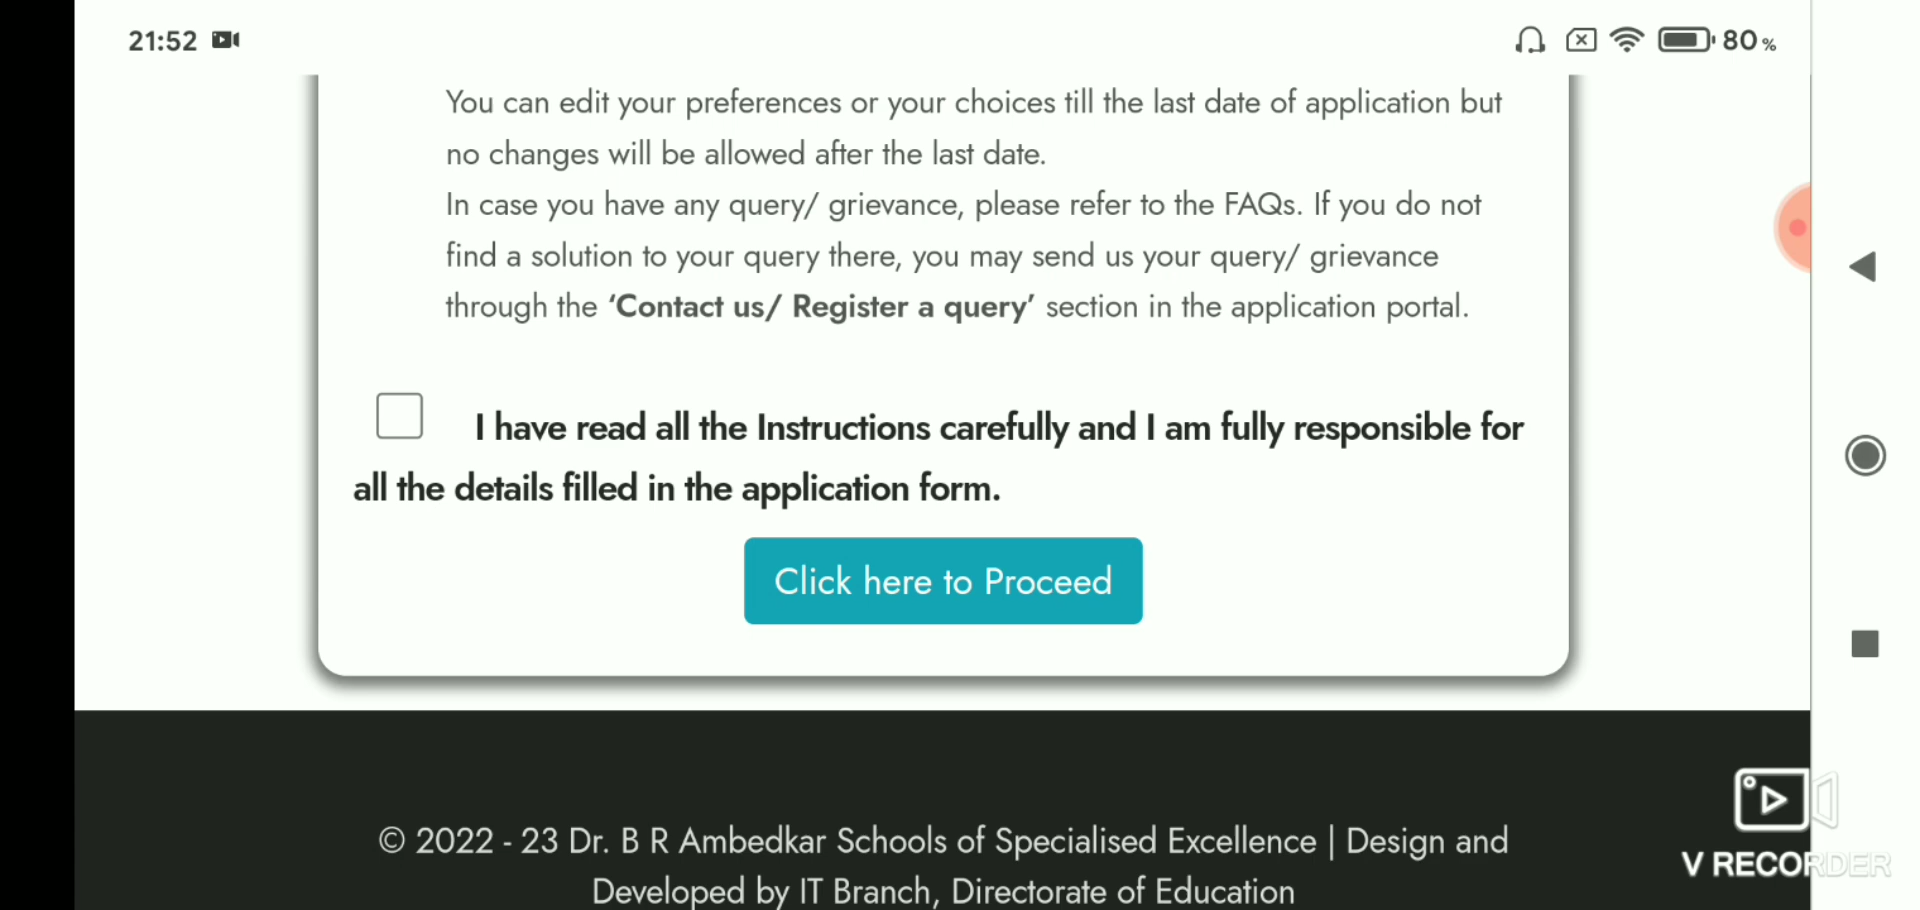 21:52
80 %
You can edit your preferences or your choices till the last date of application but
no changes will be allowed after the last date.
In case you have any query/ grievance, please refer to the FAQs. If you do not
find a solution to your query there, you may send us your query/ grievance
through the ‘Contact us/ Register a query’ section in the application portal.
I have read all the Instructions carefully and I am fully responsible for
all the details filled in the application form.
Click here to Proceed
© 2022 - 23 Dr. B R Ambedkar Schools of Specialised Excellence | Design and
Developed by IT Branch, Directorate of Education
V RECORDER